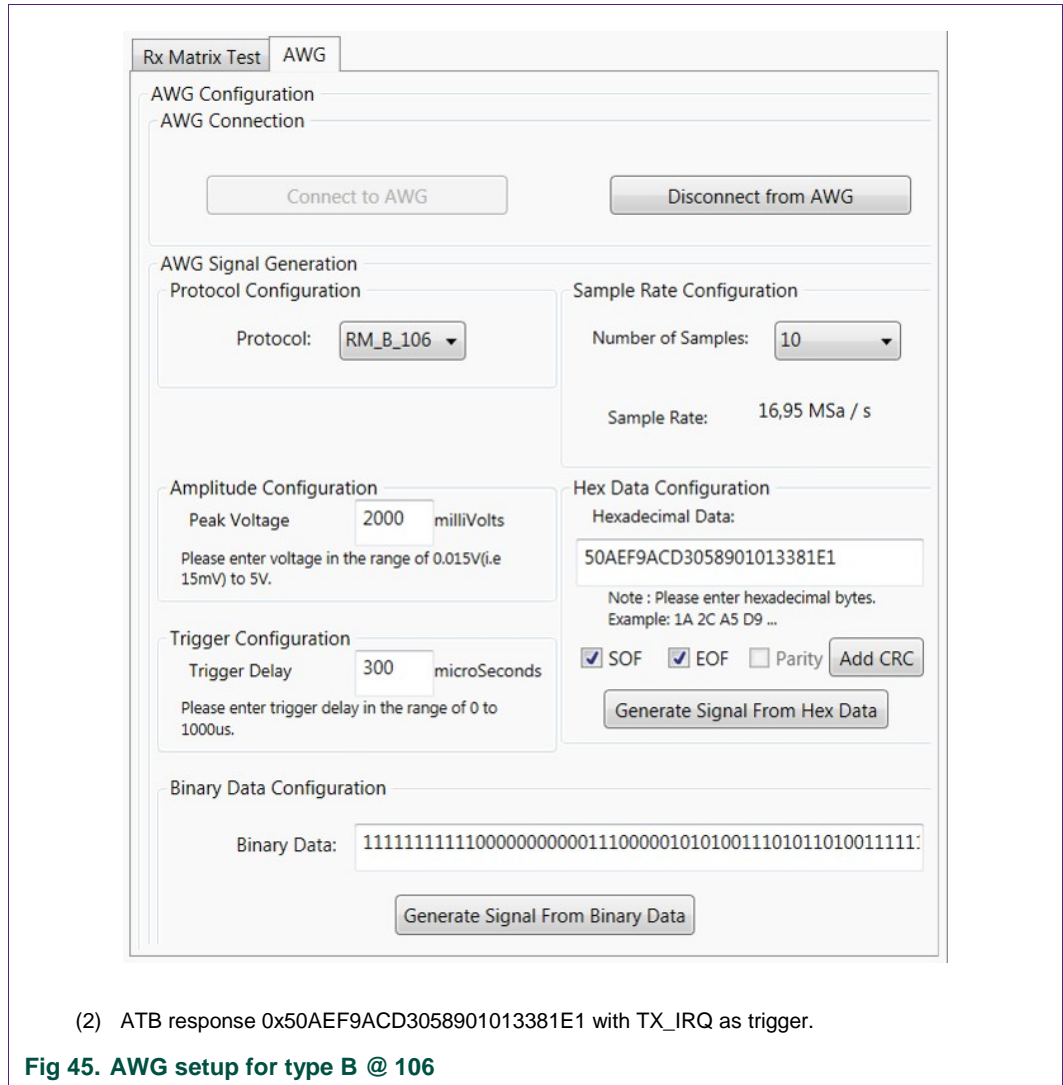 Rx Matrix Test AWG
AWG Configuration
AWG Connection
Connect to AWG Disconnect from AWG
AWG Signal Generation
Protocol Configuration Sample Rate Configuration
Protocol: RM_B_106 Number of Samples: 10
Sample Rate: 16,95 MSa / s
Amplitude Configuration Hex Data Configuration
Peak Voltage 2000 milliVolts Hexadecimal Data:
Please enter voltage in the range of 0.015V(i.e
15mV) to 5V.
50AEF9ACD3058901013381E1
Note : Please enter hexadecimal bytes.
Example: 1A 2C A5 D9 ...
Trigger Configuration
Trigger Delay 300 microSeconds
SOF EOF Parity Add CRC
Please enter trigger delay in the range of 0 to
1000us.
Generate Signal From Hex Data
Binary Data Configuration
Binary Data:
Generate Signal From Binary Data
(2) ATB response 0x50AEF9ACD3058901013381E1 with TX_IRQ as trigger.
Fig 45. AWG setup for type B @ 106